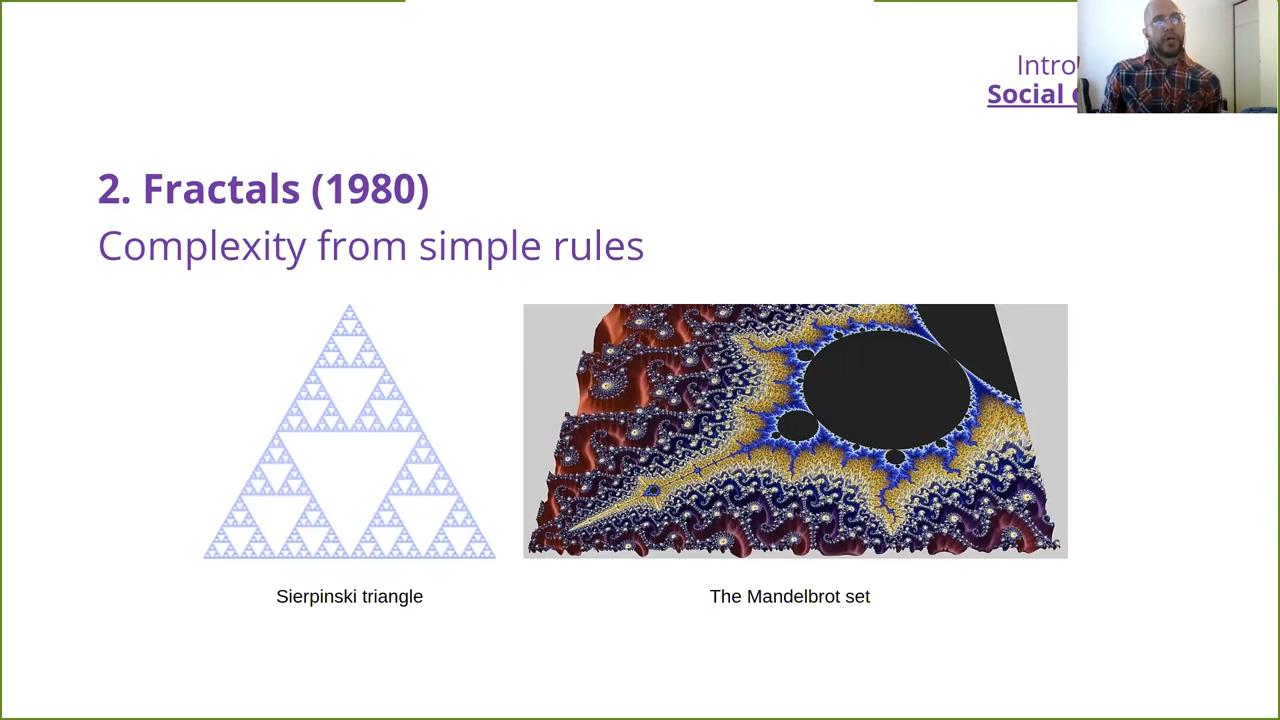 Intro
Social
2. Fractals (1980)
Complexity from simple rules
Sierpinski triangle
The Mandelbrot set